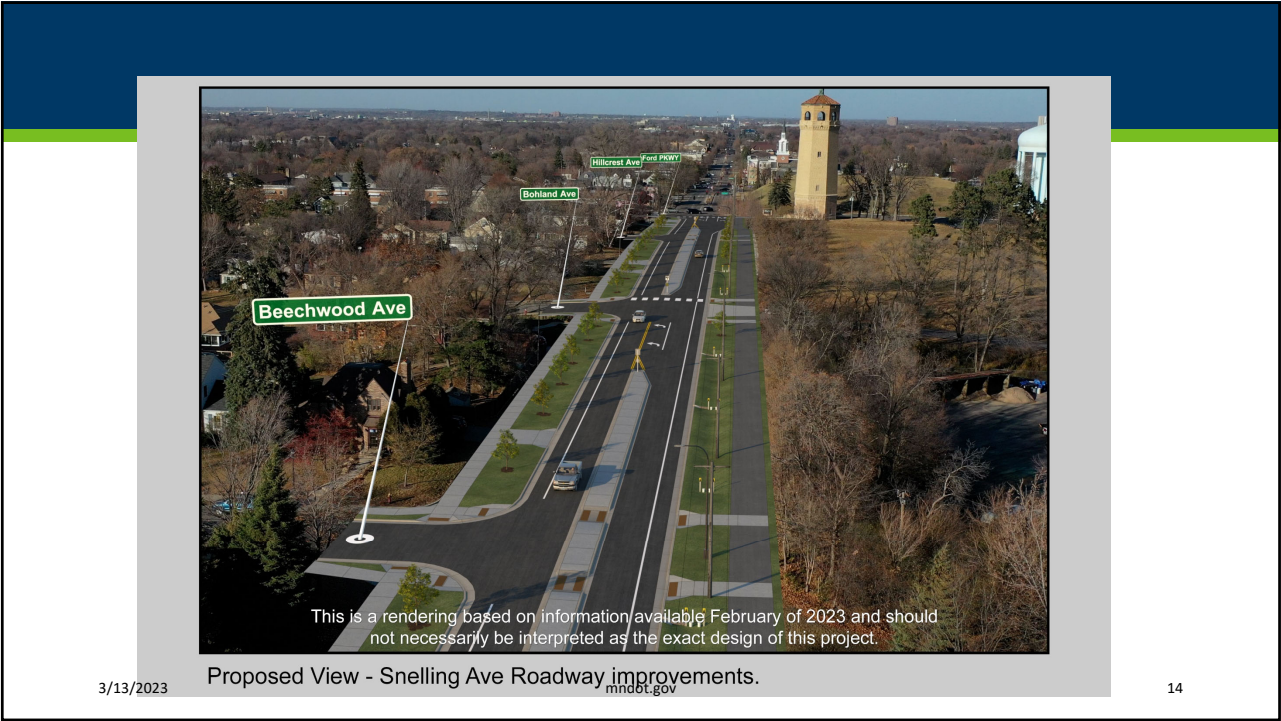 Hillcrest Ave
Ford PKWY
Bohland Ave
Beechwood Ave
This is a rendering based on information available February of 2023 and should
not necessarily be interpreted as the exact design of this project.
Proposed View - Snelling Ave Roadway improvements.
3/13/2023
mndot.gov
14